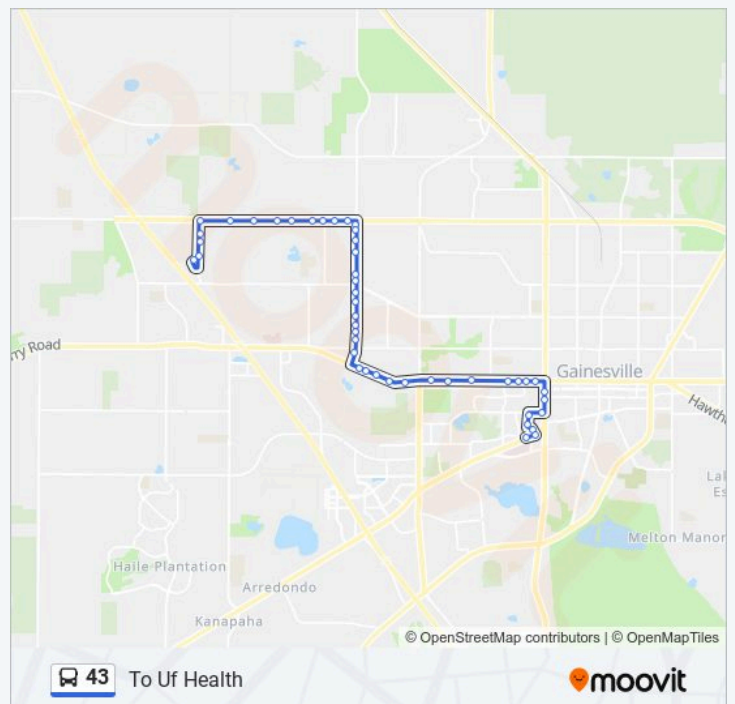 rry Road
Gainesville
Hawth
Lal
Es
Melton Manor
Haile Plantation
Arredondo
Kanapaha
© OpenStreetMap contributors | © OpenMapTiles
43 To Uf Health
moovit